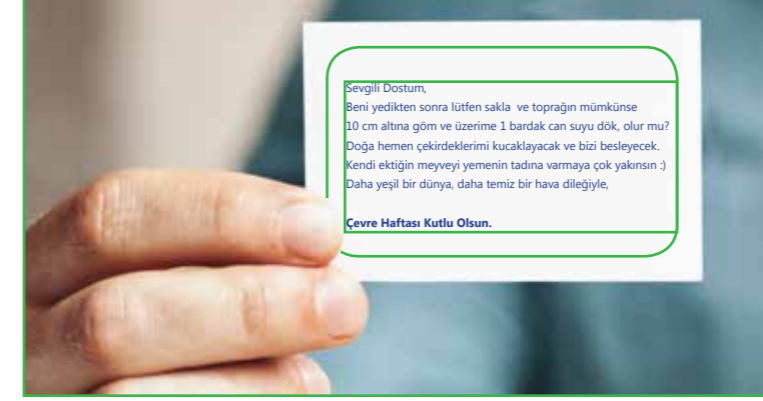 Sevgili Dostum,
Beni yedikten sonra lütfen sakla ve toprağın mümkünse
10 cm altına göm ve üzerime 1 bardak can suyu dök, olur mu?
Doğa hemen çekirdeklerimi kucaklayacak ve bizi besleyecek.
Kendi ektiğin meyveyi yemenin tadına varmaya çok yakınsın :)
Daha yeşil bir dünya, daha temiz bir hava dileğiyle,
Çevre Haftası Kutlu Olsun.